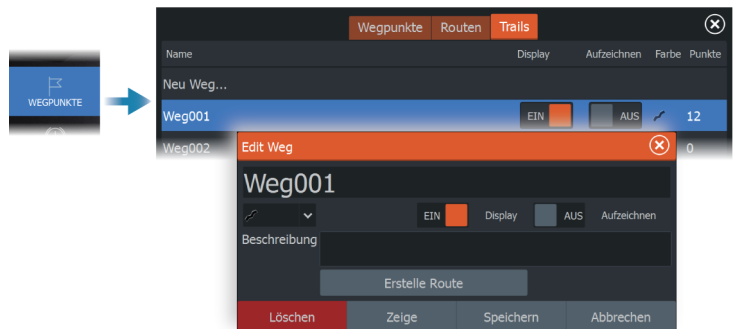 Wegpunkte Routen Trails
Name Display Aufzeichnen Farbe Punkte
Neu Weg...
WEGPUNKTE
Weg001 EIN AUS 12
Weg002 0
Edit Weg
Weg001
EIN Display AUS Aufzeichnen
Beschreibung
Erstelle Route
Löschen Zeige Speichern Abbrechen